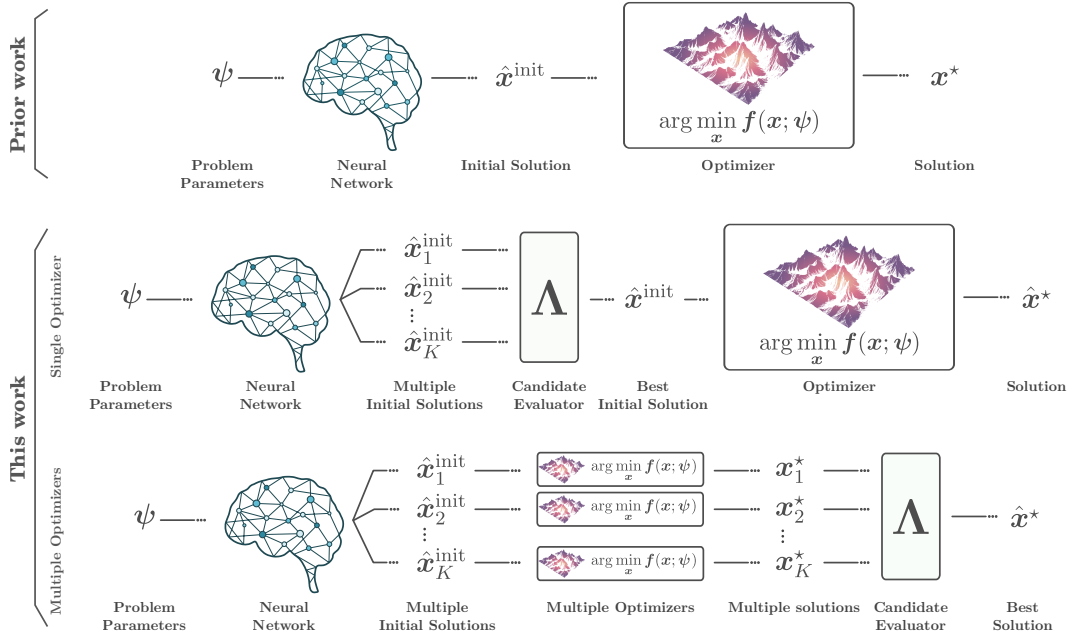 Prior work
ψ
x̂^init
arg min_x f(x; ψ)
x*
Problem Parameters
Neural Network
Initial Solution
Optimizer
Solution
This work
Single Optimizer
ψ
x̂_1^init
x̂_2^init
⋮
x̂_K^init
Λ
x̂^init
arg min_x f(x; ψ)
x̂*
Problem Parameters
Neural Network
Multiple Initial Solutions
Candidate Evaluator
Best Initial Solution
Optimizer
Solution
Multiple Optimizers
ψ
x̂_1^init
arg min_x f(x; ψ)
x_1*
x̂_2^init
arg min_x f(x; ψ)
x_2*
⋮
⋮
x̂_K^init
arg min_x f(x; ψ)
x_K*
Λ
x̂*
Problem Parameters
Neural Network
Multiple Initial Solutions
Multiple Optimizers
Multiple solutions
Candidate Evaluator
Best Solution